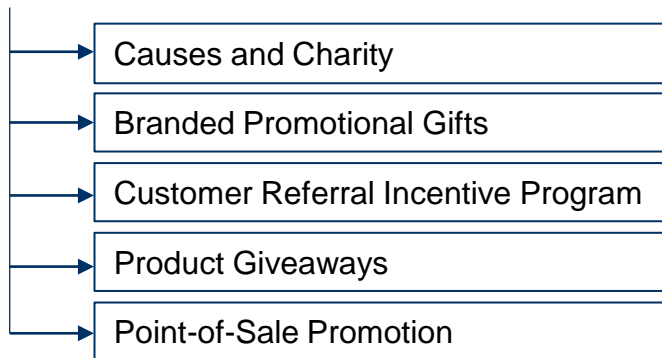 Causes and Charity
Branded Promotional Gifts
Customer Referral Incentive Program
Product Giveaways
Point-of-Sale Promotion